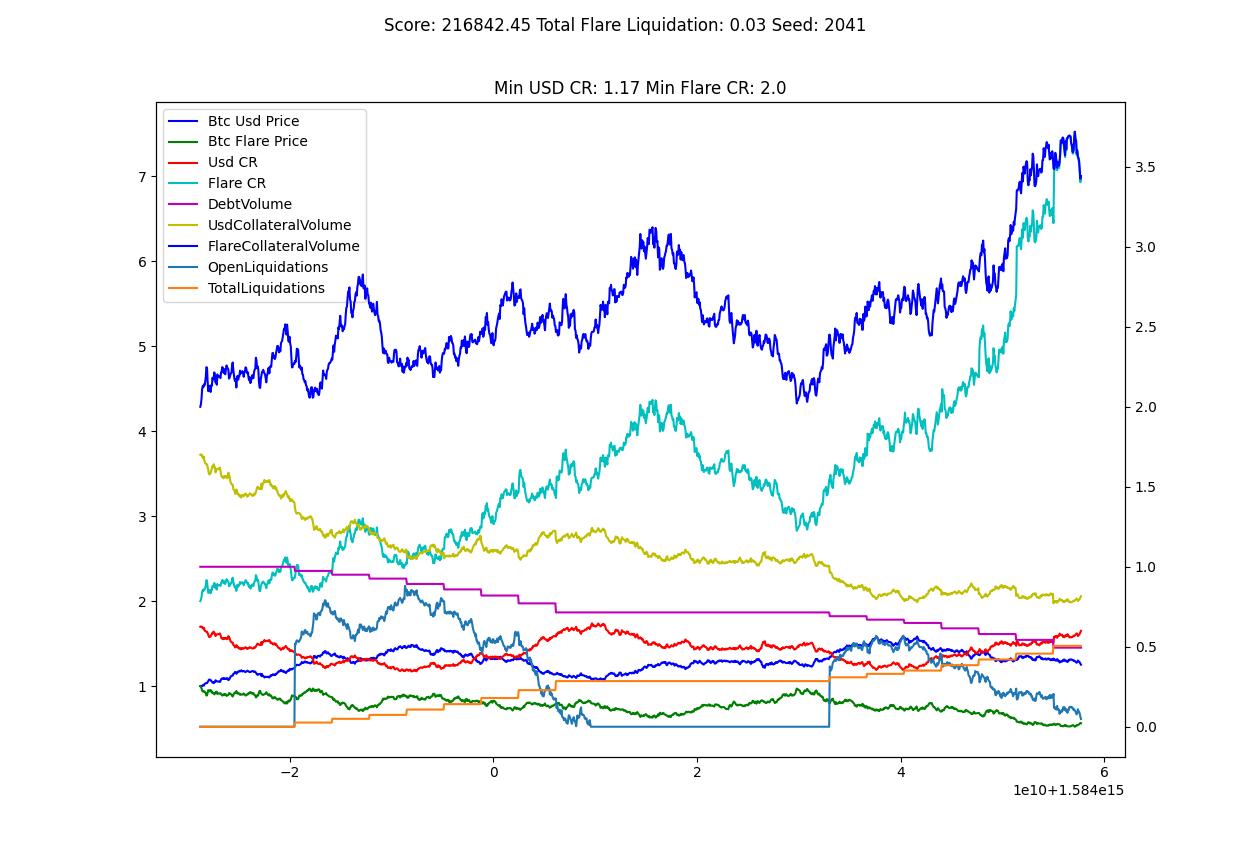 Score: 216842.45 Total Flare Liquidation: 0.03 Seed: 2041
Min USD CR: 1.17 Min Flare CR: 2.0
Btc Usd Price
Btc Flare Price
Usd CR
Flare CR
DebtVolume
UsdCollateralVolume
FlareCollateralVolume
OpenLiquidations
TotalLiquidations
7
6
5
4
3
2
1
3.5
3.0
2.5
2.0
1.5
1.0
0.5
0.0
−2 0 2 4 6
1e10+1.584e15